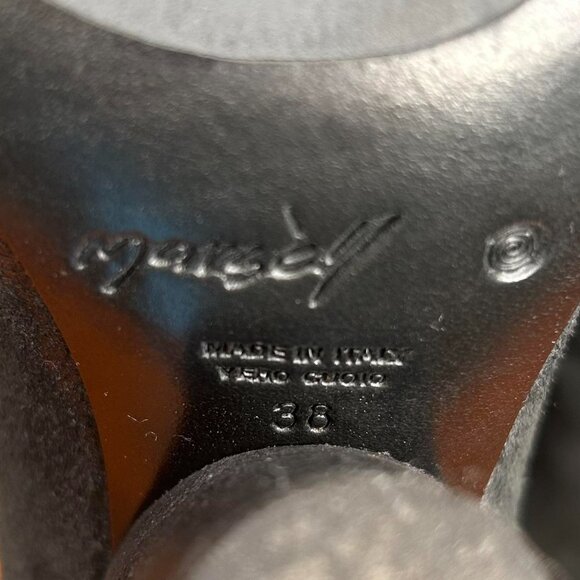 marsèll
MADE IN ITALY
VERO CUOIO
38